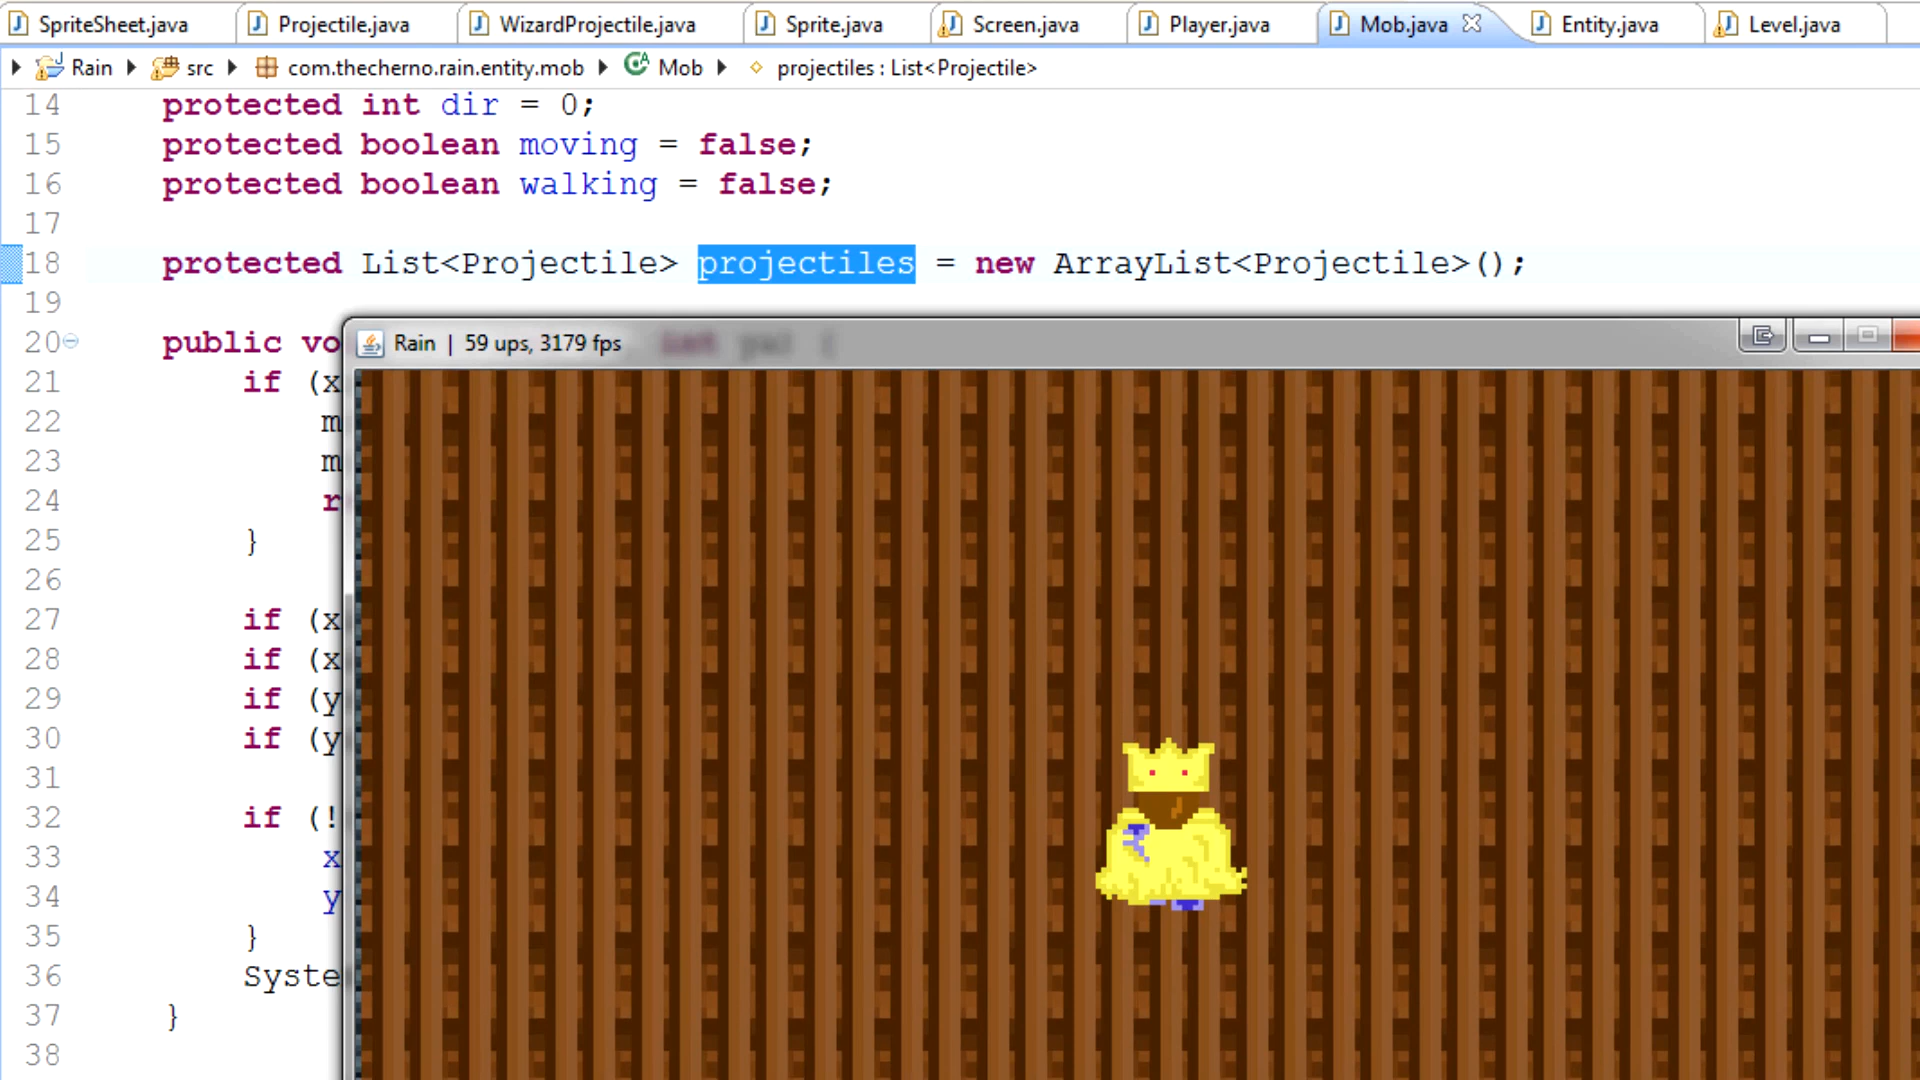 SpriteSheet.java Projectile.java WizardProjectile.java Sprite.java Screen.java Player.java Mob.java Entity.java Level.java
Rain src com.thecherno.rain.entity.mob Mob projectiles : List<Projectile>
14 protected int dir = 0;
15 protected boolean moving = false;
16 protected boolean walking = false;
17
18 protected List<Projectile> projectiles = new ArrayList<Projectile>();
19
20 public vo
Rain | 59 ups, 3179 fps
21 if (x
22 m
23 m
24 r
25 }
26
27 if (x
28 if (x
29 if (y
30 if (y
31
32 if (!
33 x
34 y
35 }
36 Syste
37 }
38